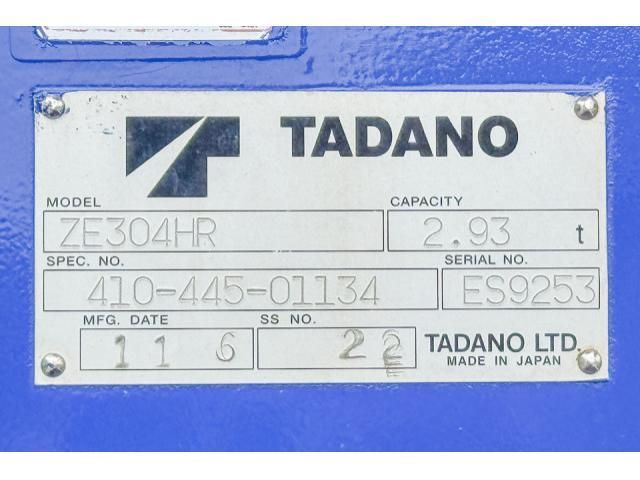 TADANO
MODEL CAPACITY
ZE304HR 2.93 t
SPEC. NO. SERIAL NO.
410-445-01134 ES9253
MFG. DATE SS NO.
11 6 22 TADANO LTD.
MADE IN JAPAN